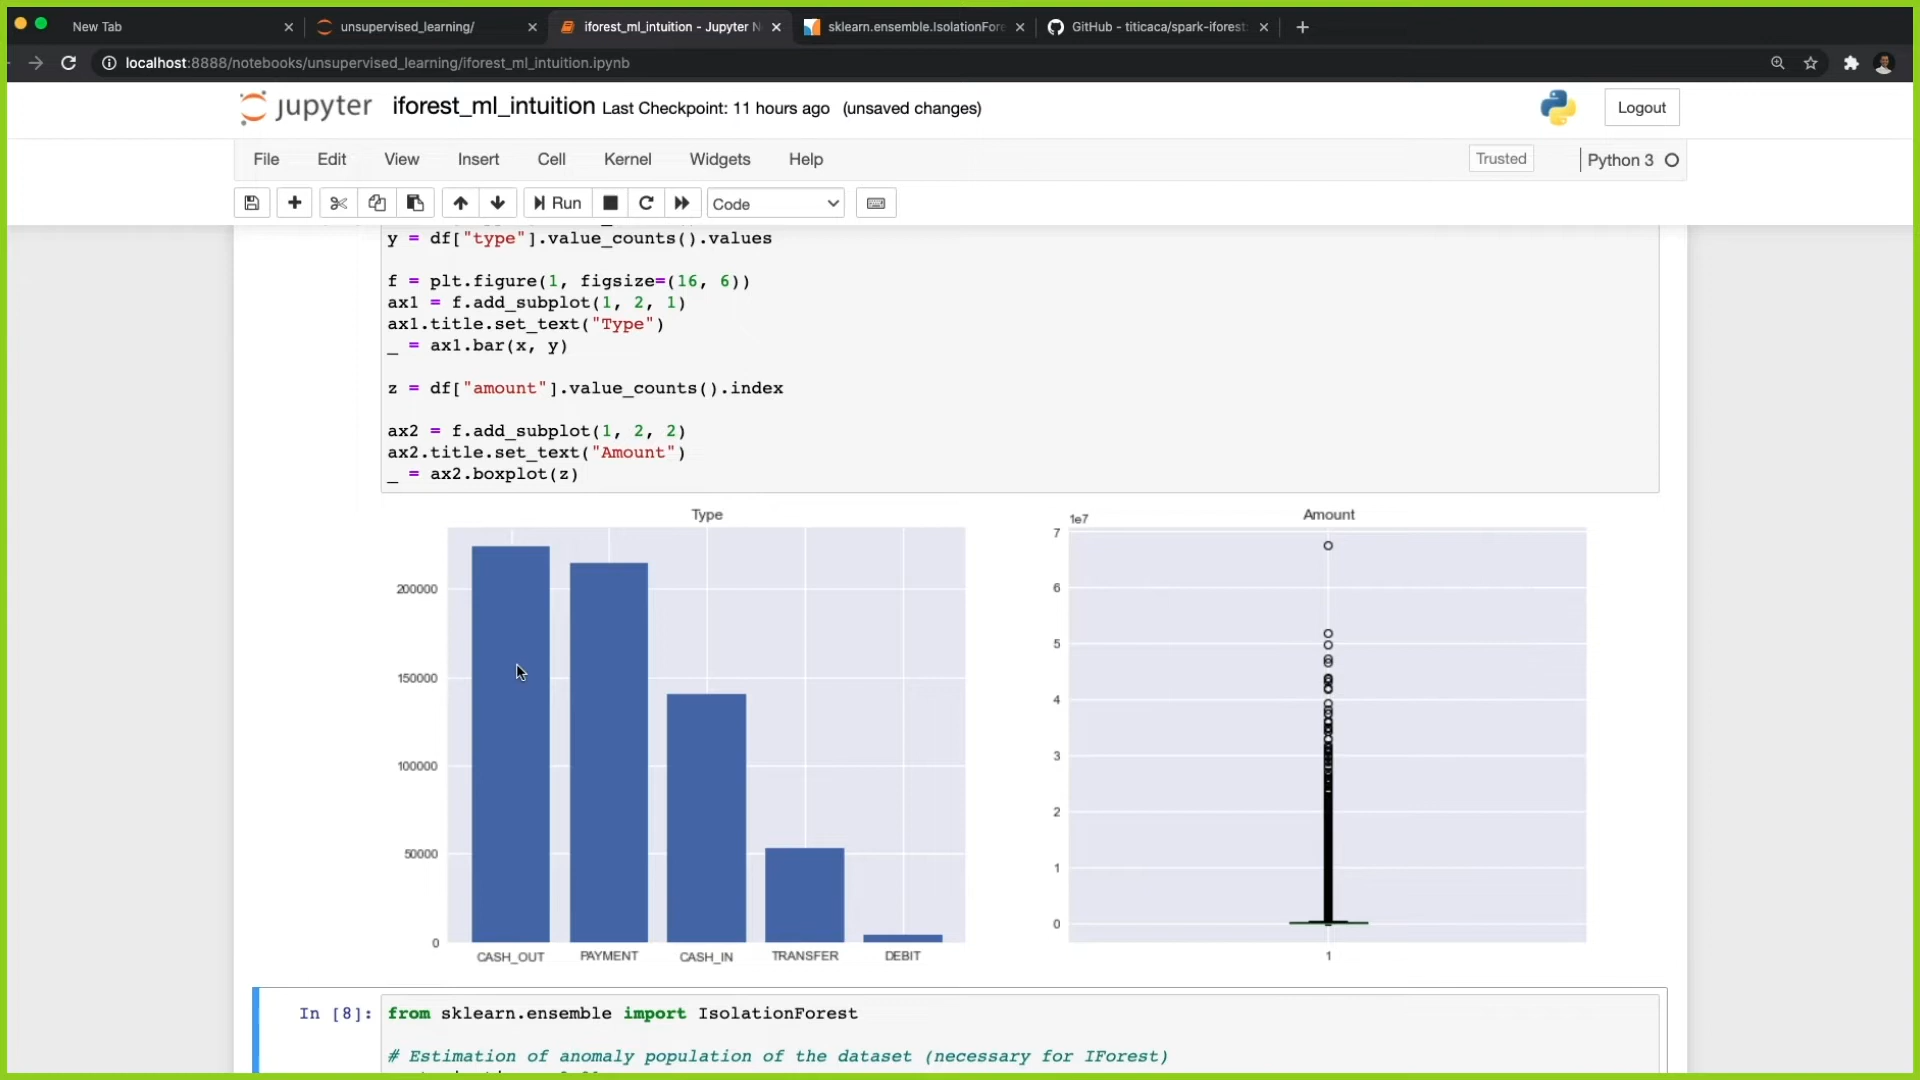 New Tab
unsupervised_learning/
iforest_ml_intuition - Jupyter N
sklearn.ensemble.IsolationFore
GitHub - titicaca/spark-iforest:
localhost:8888/notebooks/unsupervised_learning/iforest_ml_intuition.ipynb
jupyter iforest_ml_intuition Last Checkpoint: 11 hours ago (unsaved changes)
Logout
File Edit View Insert Cell Kernel Widgets Help
Trusted
Python 3
Run
Code
y = df["type"].value_counts().values
f = plt.figure(1, figsize=(16, 6))
ax1 = f.add_subplot(1, 2, 1)
ax1.title.set_text("Type")
_ = ax1.bar(x, y)
z = df["amount"].value_counts().index
ax2 = f.add_subplot(1, 2, 2)
ax2.title.set_text("Amount")
_ = ax2.boxplot(z)
Type
200000
150000
100000
50000
0
CASH_OUT PAYMENT CASH_IN TRANSFER DEBIT
Amount
1e7
7
6
5
4
3
2
1
0
1
In [8]:
from sklearn.ensemble import IsolationForest
# Estimation of anomaly population of the dataset (necessary for IForest)